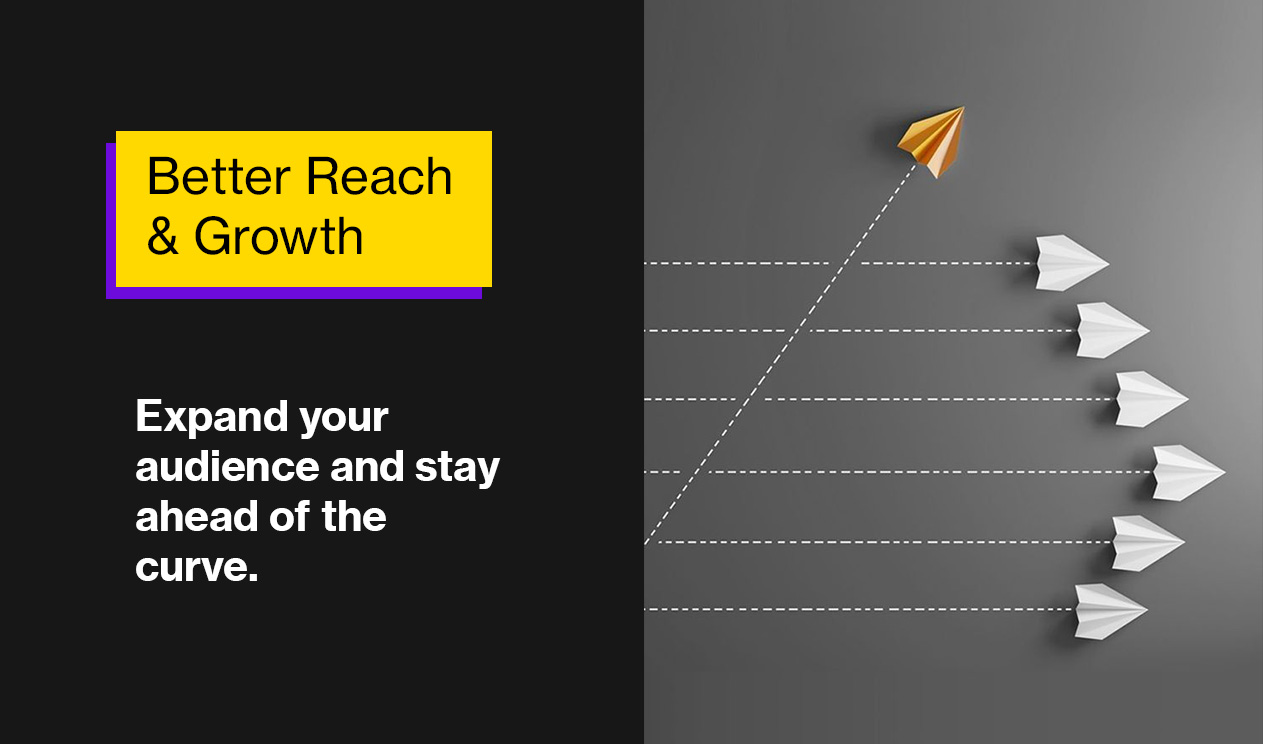 Better Reach
& Growth
Expand your
audience and stay
ahead of the
curve.